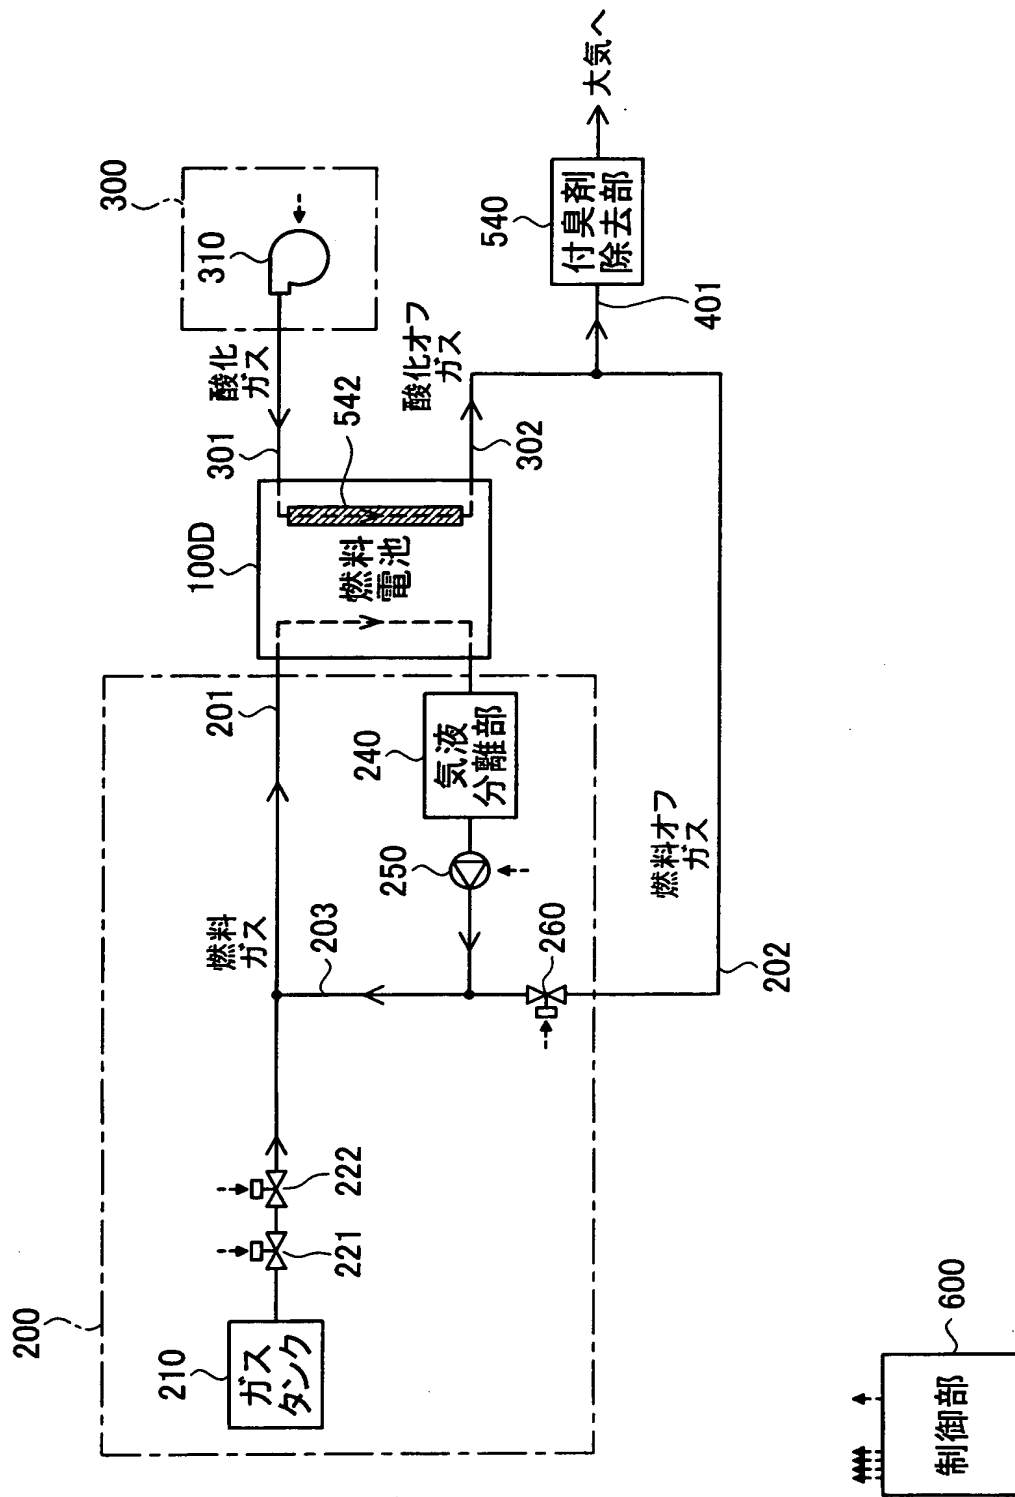 200
210
ガス
タンク
221
222
燃料
ガス
203
201
250
240
気液
分離部
260
202
燃料オフ
ガス
100D
燃料
電池
542
301
酸化
ガス
300
310
302
酸化オフ
ガス
401
540
付臭剤
除去部
大気へ
600
制御部